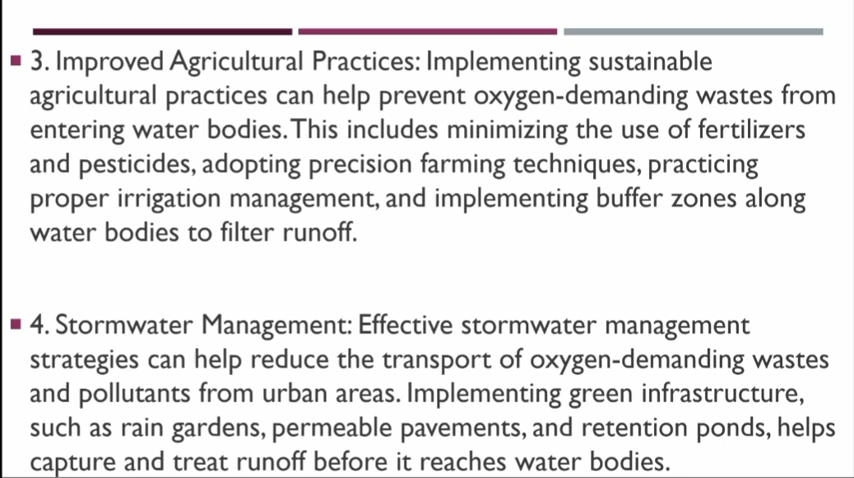 3. Improved Agricultural Practices: Implementing sustainable
agricultural practices can help prevent oxygen-demanding wastes from
entering water bodies. This includes minimizing the use of fertilizers
and pesticides, adopting precision farming techniques, practicing
proper irrigation management, and implementing buffer zones along
water bodies to filter runoff.
4. Stormwater Management: Effective stormwater management
strategies can help reduce the transport of oxygen-demanding wastes
and pollutants from urban areas. Implementing green infrastructure,
such as rain gardens, permeable pavements, and retention ponds, helps
capture and treat runoff before it reaches water bodies.